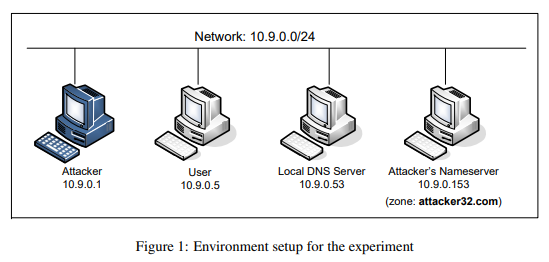 Network: 10.9.0.0/24
Attacker
10.9.0.1
User
10.9.0.5
Local DNS Server
10.9.0.53
Attacker's Nameserver
10.9.0.153
(zone: attacker32.com)
Figure 1: Environment setup for the experiment